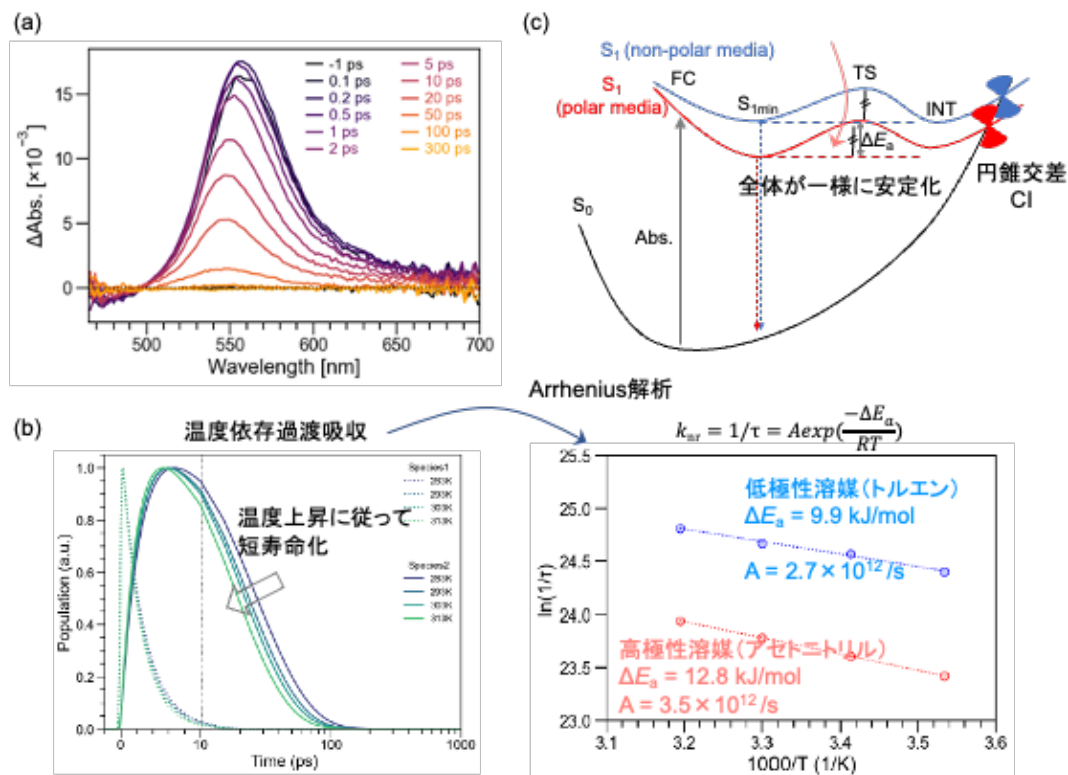 (a)
ΔAbs. [×10⁻³]
15
10
5
0
-1 ps
0.1 ps
0.2 ps
0.5 ps
1 ps
2 ps
5 ps
10 ps
20 ps
50 ps
100 ps
300 ps
500
550
600
650
700
Wavelength [nm]
(c)
S₁ (non-polar media)
S₁
(polar media)
FC
S₁min
TS
INT
ΔEₐ
全体が一様に安定化
円錐交差
CI
S₀
Abs.
Arrhenius解析
(b)
温度依存過渡吸収
Population (a.u.)
1.0
0.8
0.6
0.4
0.2
0.0
Species1
283K
293K
303K
313K
温度上昇に従って
短寿命化
Species2
283K
293K
303K
313K
0
10
100
1000
Time (ps)
kₙᵣ = 1/τ = Aexp(-ΔEₐ/RT)
ln(1/τ)
25.5
25.0
24.5
24.0
23.5
23.0
低極性溶媒(トルエン)
ΔEₐ = 9.9 kJ/mol
A = 2.7×10¹²/s
高極性溶媒(アセトニトリル)
ΔEₐ = 12.8 kJ/mol
A = 3.5×10¹²/s
3.1
3.2
3.3
3.4
3.5
3.6
1000/T (1/K)